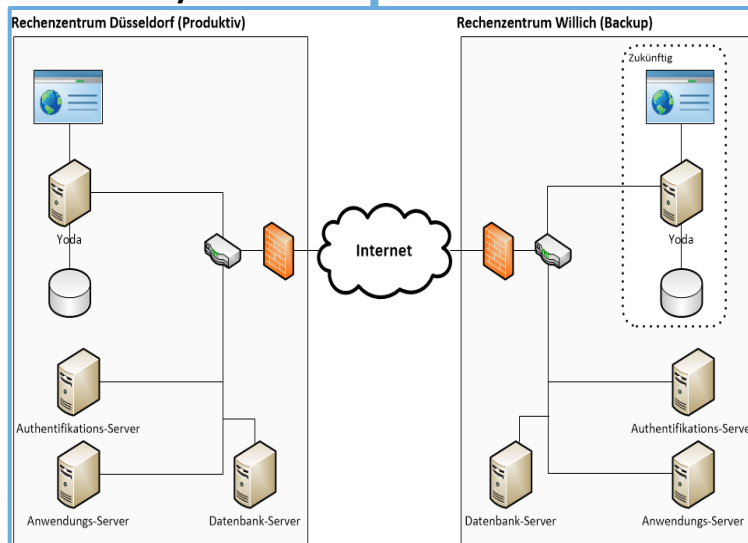 Rechenzentrum Düsseldorf (Produktiv)
Rechenzentrum Willich (Backup)
Zukünftig
Yoda
Internet
Yoda
Authentifikations-Server
Authentifikations-Server
Anwendungs-Server
Datenbank-Server
Datenbank-Server
Anwendungs-Server